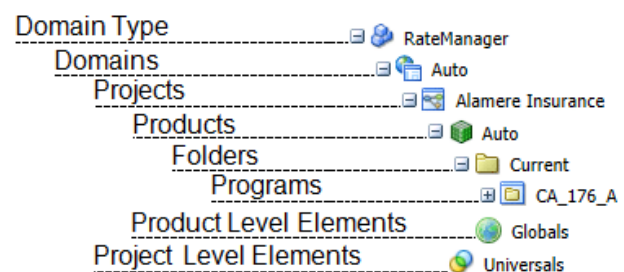 Domain Type RateManager
Domains Auto
Projects Alamere Insurance
Products Auto
Folders Current
Programs CA_176_A
Product Level Elements Globals
Project Level Elements Universals